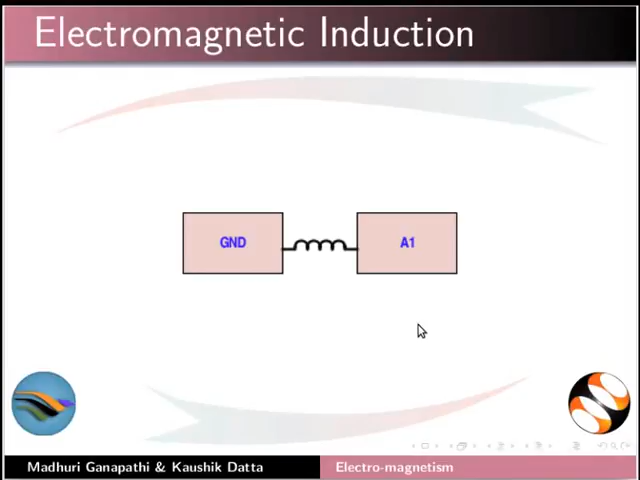 Electromagnetic Induction
GND
A1
Madhuri Ganapathi & Kaushik Datta
Electro-magnetism